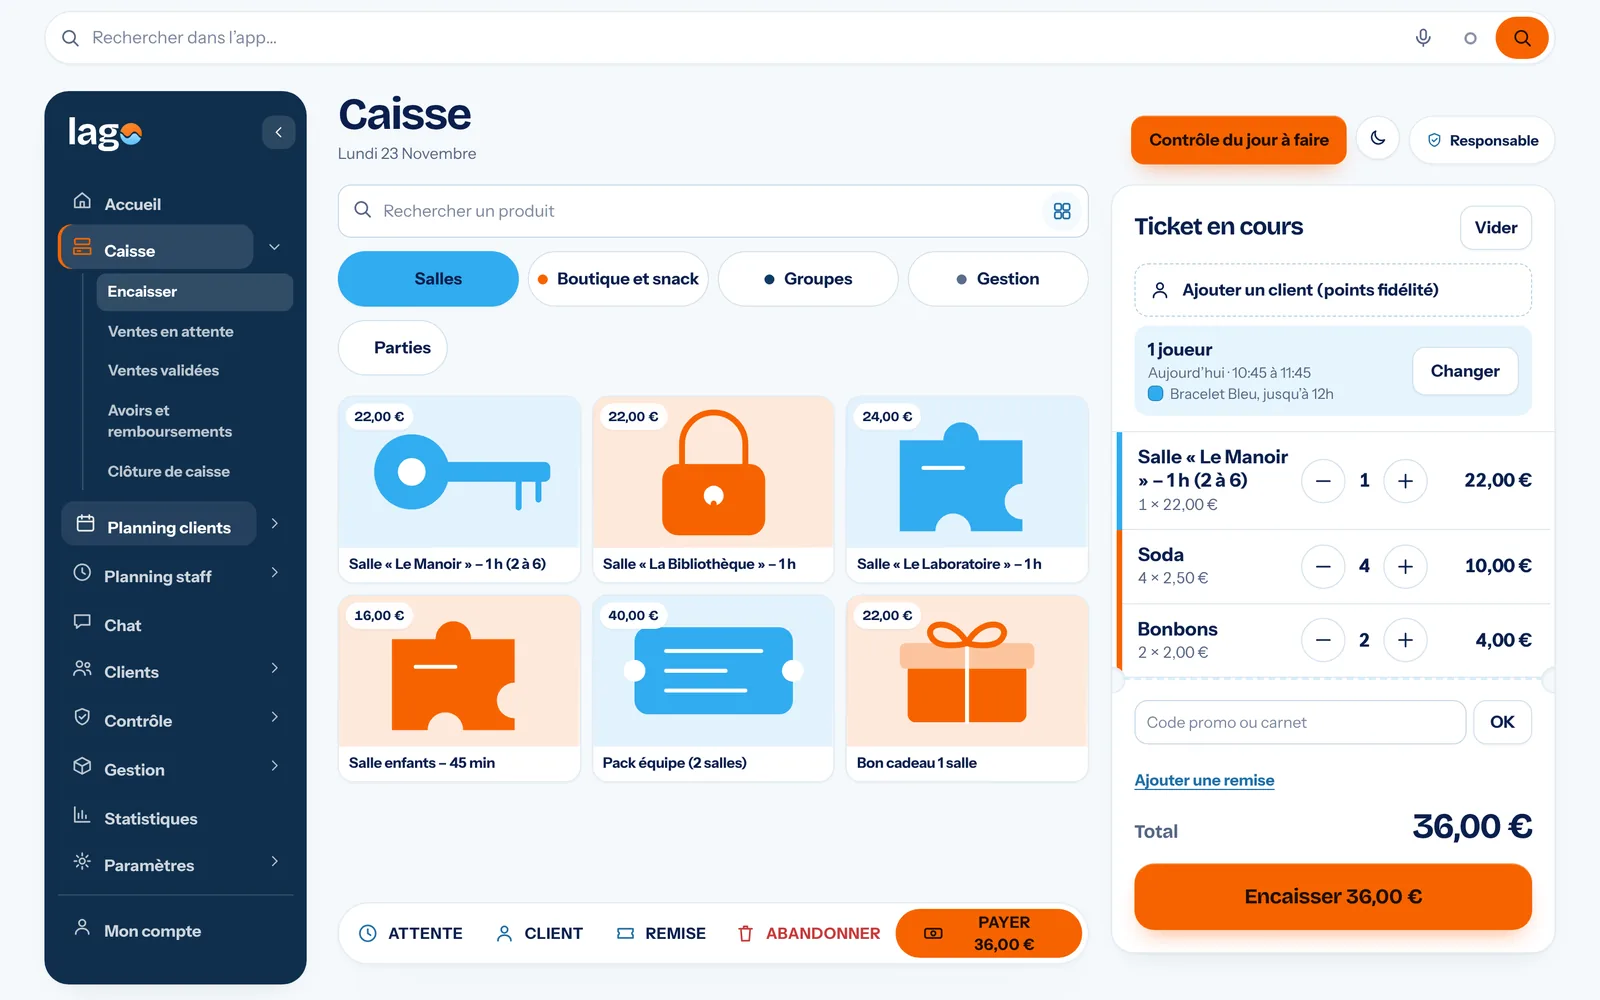 Rechercher dans l'app...
lago
Accueil
Caisse
Encaisser
Ventes en attente
Ventes validées
Avoirs et
remboursements
Clôture de caisse
Planning clients
Planning staff
Chat
Clients
Contrôle
Gestion
Statistiques
Paramètres
Mon compte
Caisse
Lundi 23 Novembre
Contrôle du jour à faire
Responsable
Rechercher un produit
Salles
Boutique et snack
Groupes
Gestion
Parties
22,00 €
Salle « Le Manoir » – 1 h (2 à 6)
22,00 €
Salle « La Bibliothèque » – 1 h
24,00 €
Salle « Le Laboratoire » – 1 h
16,00 €
Salle enfants – 45 min
40,00 €
Pack équipe (2 salles)
22,00 €
Bon cadeau 1 salle
ATTENTE
CLIENT
REMISE
ABANDONNER
PAYER
36,00 €
Ticket en cours
Vider
Ajouter un client (points fidélité)
1 joueur
Aujourd'hui · 10:45 à 11:45
Bracelet Bleu, jusqu'à 12h
Changer
Salle « Le Manoir
» – 1 h (2 à 6)
1 × 22,00 €
1
22,00 €
Soda
4 × 2,50 €
4
10,00 €
Bonbons
2 × 2,00 €
2
4,00 €
Code promo ou carnet
OK
Ajouter une remise
Total
36,00 €
Encaisser 36,00 €